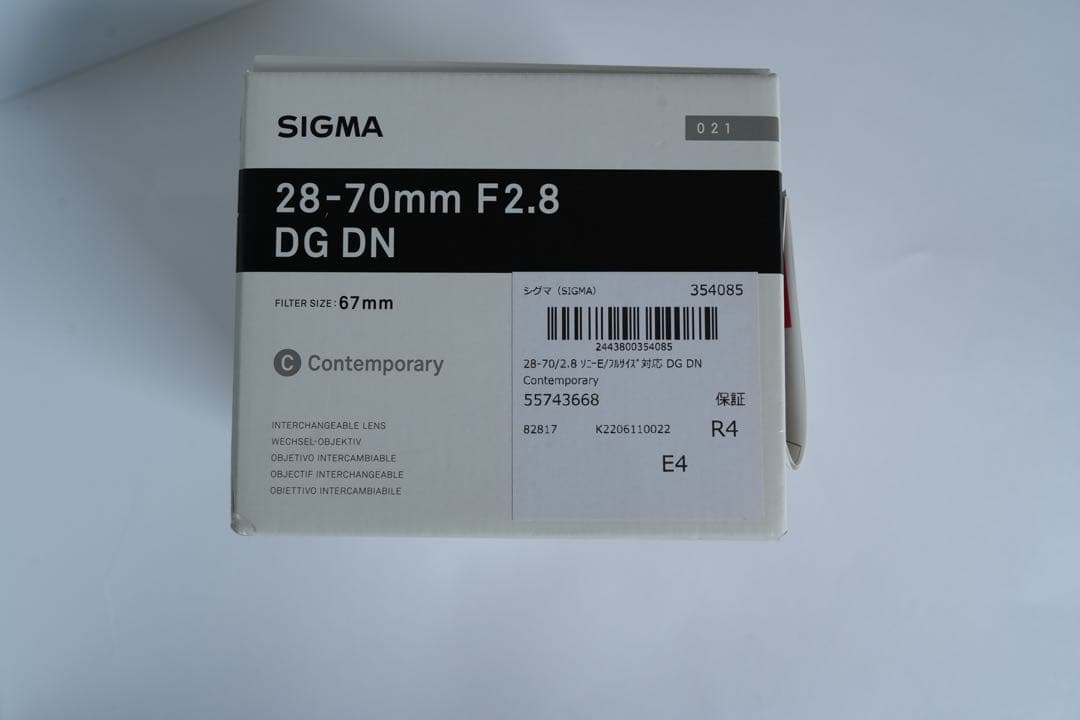 SIGMA
021
28-70mm F2.8
DG DN
FILTER SIZE: 67mm
C Contemporary
INTERCHANGEABLE LENS
WECHSEL-OBJEKTIV
OBJETIVO INTERCAMBIABLE
OBJECTIF INTERCHANGEABLE
OBIETTIVO INTERCAMBIABILE
シグマ（SIGMA） 354085
2443800354085
28-70/2.8 ｿﾆｰE/ﾌﾙｻｲｽﾞ対応 DG DN
Contemporary
55743668 保証
82817 K2206110022 R4
E4